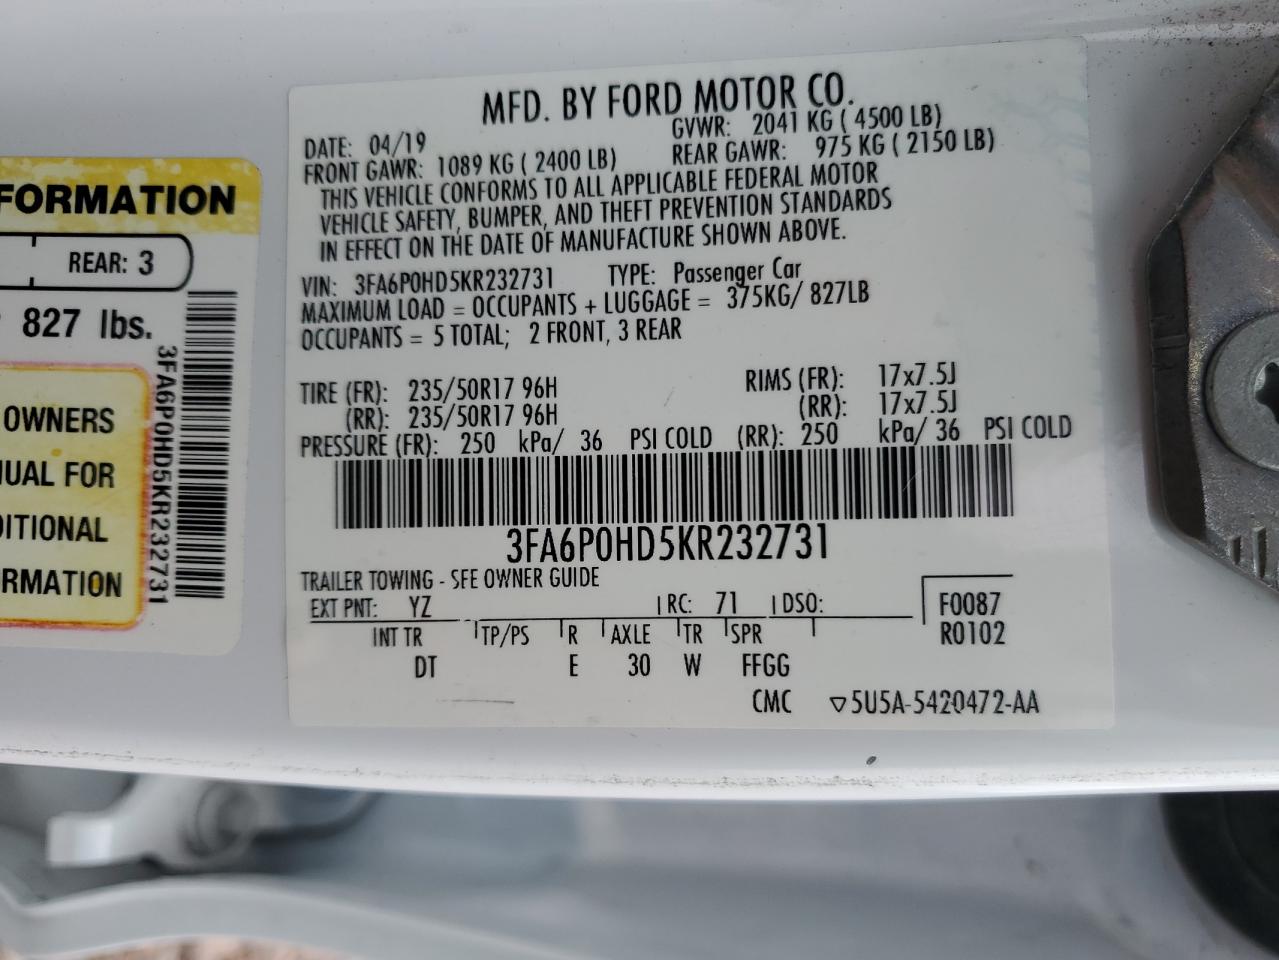 MFD. BY FORD MOTOR CO.
DATE: 04/19 GVWR: 2041 KG ( 4500 LB)
FRONT GAWR: 1089 KG ( 2400 LB) REAR GAWR: 975 KG ( 2150 LB)
THIS VEHICLE CONFORMS TO ALL APPLICABLE FEDERAL MOTOR
VEHICLE SAFETY, BUMPER, AND THEFT PREVENTION STANDARDS
IN EFFECT ON THE DATE OF MANUFACTURE SHOWN ABOVE.
VIN: 3FA6P0HD5KR232731 TYPE: Passenger Car
MAXIMUM LOAD = OCCUPANTS + LUGGAGE = 375KG/ 827LB
OCCUPANTS = 5 TOTAL; 2 FRONT, 3 REAR
TIRE (FR): 235/50R17 96H RIMS (FR): 17x7.5J
(RR): 235/50R17 96H (RR): 17x7.5J
PRESSURE (FR): 250 kPa/ 36 PSI COLD (RR): 250 kPa/ 36 PSI COLD
3FA6P0HD5KR232731
TRAILER TOWING - SEE OWNER GUIDE
EXT PNT: YZ RC: 71 DSO: F0087
INT TR TP/PS R AXLE TR SPR R0102
DT E 30 W FFGG
CMC ▽5U5A-5420472-AA
FORMATION
REAR: 3
827 lbs.
OWNERS
UAL FOR
DITIONAL
RMATION
3FA6P0HD5KR232731